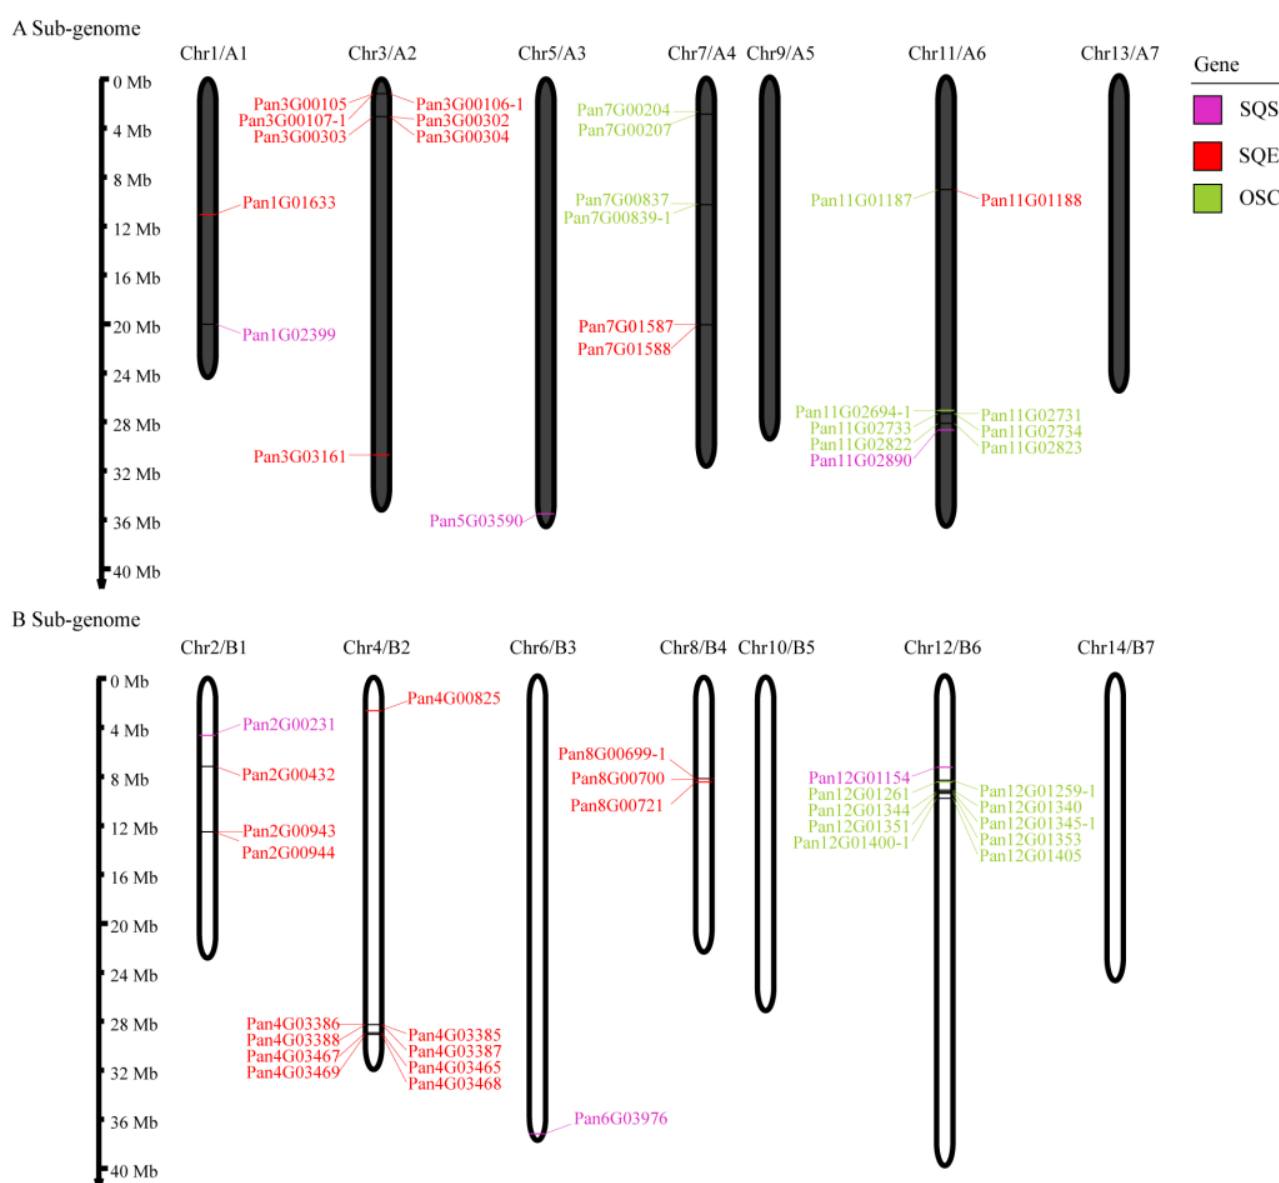 A Sub-genome
Chr1/A1
Chr3/A2
Chr5/A3
Chr7/A4
Chr9/A5
Chr11/A6
Chr13/A7
Gene
SQS
SQE
OSC
0 Mb
4 Mb
8 Mb
12 Mb
16 Mb
20 Mb
24 Mb
28 Mb
32 Mb
36 Mb
40 Mb
Pan1G01633
Pan1G02399
Pan3G00105
Pan3G00107-1
Pan3G00303
Pan3G00106-1
Pan3G00302
Pan3G00304
Pan3G03161
Pan5G03590
Pan7G00204
Pan7G00207
Pan7G00837
Pan7G00839-1
Pan7G01587
Pan7G01588
Pan11G01187
Pan11G01188
Pan11G02694-1
Pan11G02733
Pan11G02822
Pan11G02890
Pan11G02731
Pan11G02734
Pan11G02823
B Sub-genome
Chr2/B1
Chr4/B2
Chr6/B3
Chr8/B4
Chr10/B5
Chr12/B6
Chr14/B7
0 Mb
4 Mb
8 Mb
12 Mb
16 Mb
20 Mb
24 Mb
28 Mb
32 Mb
36 Mb
40 Mb
Pan2G00231
Pan2G00432
Pan2G00943
Pan2G00944
Pan4G00825
Pan4G03386
Pan4G03388
Pan4G03467
Pan4G03469
Pan4G03385
Pan4G03387
Pan4G03465
Pan4G03468
Pan6G03976
Pan8G00699-1
Pan8G00700
Pan8G00721
Pan12G01154
Pan12G01261
Pan12G01344
Pan12G01351
Pan12G01400-1
Pan12G01259-1
Pan12G01340
Pan12G01345-1
Pan12G01353
Pan12G01405